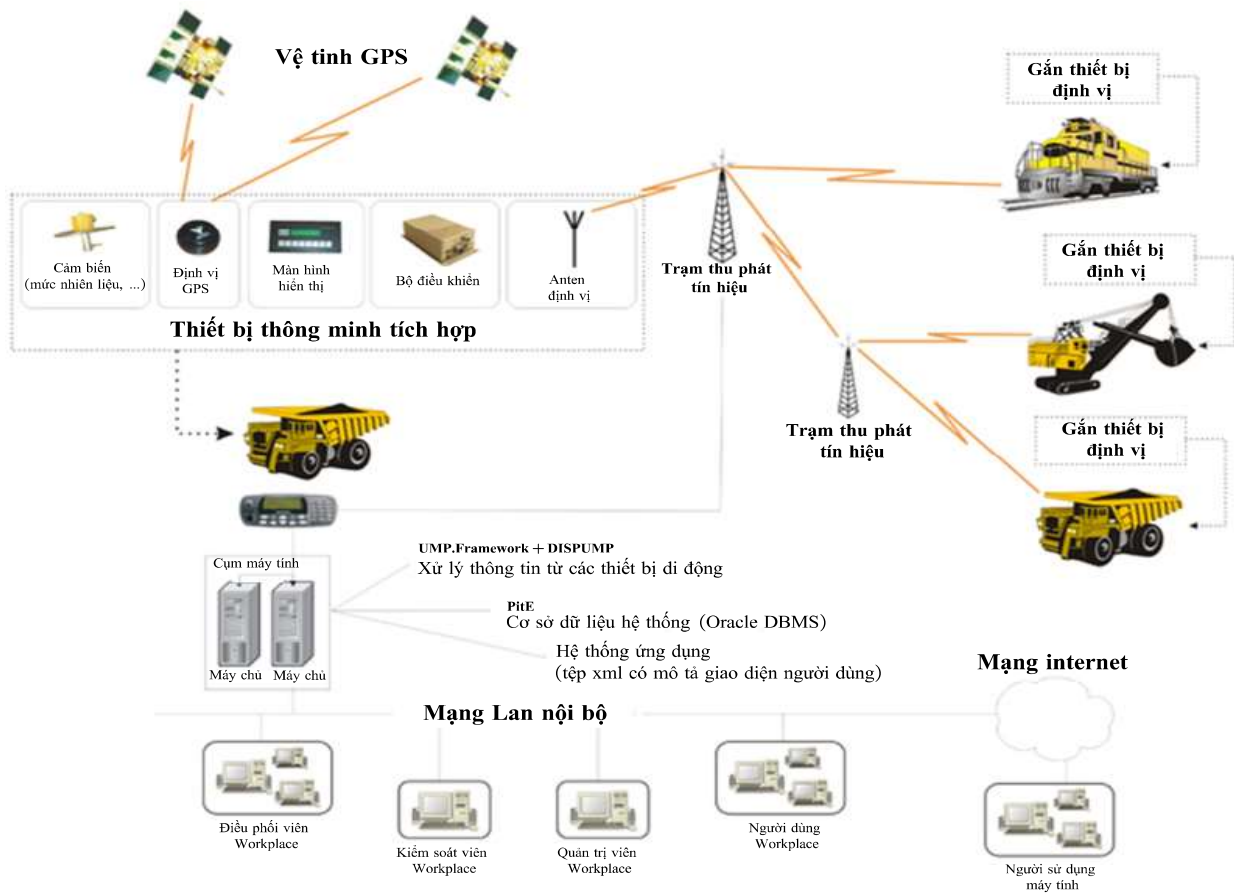 Vệ tinh GPS
Gắn thiết bị
định vị
Cảm biến
(mức nhiên liệu, ...)
Định vị
GPS
Màn hình
hiển thị
Bộ điều khiển
Anten
định vị
Thiết bị thông minh tích hợp
Trạm thu phát
tín hiệu
Gắn thiết bị
định vị
Trạm thu phát
tín hiệu
Gắn thiết bị
định vị
Cụm máy tính
Máy chủ
Máy chủ
UMP.Framework + DISPUMP
Xử lý thông tin từ các thiết bị di động
PitE
Cơ sở dữ liệu hệ thống (Oracle DBMS)
Hệ thống ứng dụng
(tệp xml có mô tả giao diện người dùng)
Mạng internet
Mạng Lan nội bộ
Điều phối viên
Workplace
Kiểm soát viên
Workplace
Quản trị viên
Workplace
Người dùng
Workplace
Người sử dụng
máy tính